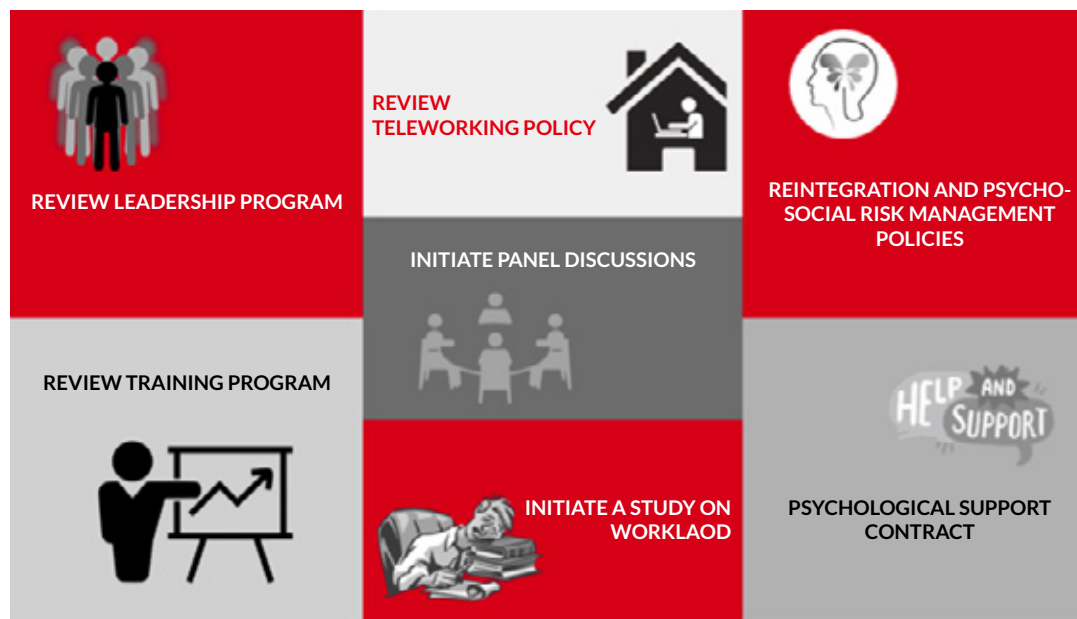 REVIEW LEADERSHIP PROGRAM
REVIEW
TELEWORKING POLICY
REINTEGRATION AND PSYCHO-
SOCIAL RISK MANAGEMENT
POLICIES
INITIATE PANEL DISCUSSIONS
REVIEW TRAINING PROGRAM
INITIATE A STUDY ON
WORKLAOD
HELP AND
SUPPORT
PSYCHOLOGICAL SUPPORT
CONTRACT